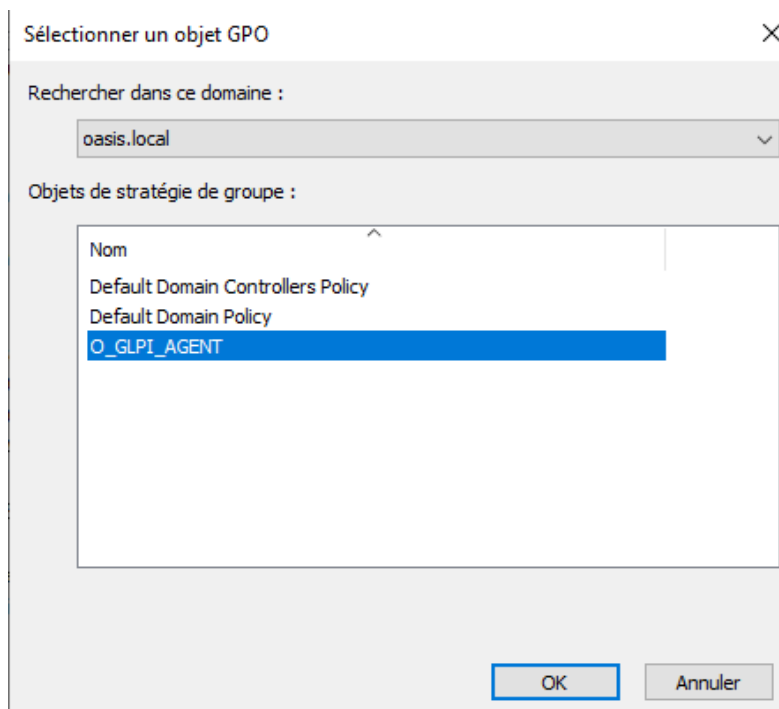 Sélectionner un objet GPO
Rechercher dans ce domaine :
oasis.local
Objets de stratégie de groupe :
Nom
Default Domain Controllers Policy
Default Domain Policy
O_GLPI_AGENT
OK Annuler